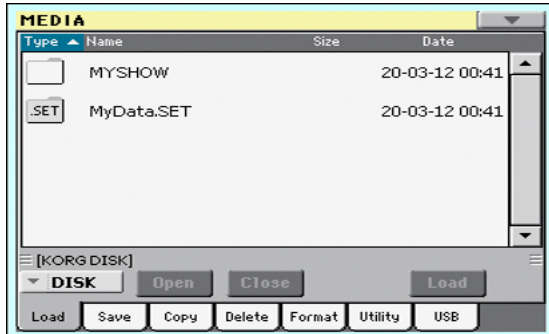 MEDIA
Type Name Size Date
MYSHOW 20-03-12 00:41
.SET MyData.SET 20-03-12 00:41
[KORG DISK]
DISK Open Close Load
Load Save Copy Delete Format Utility USB